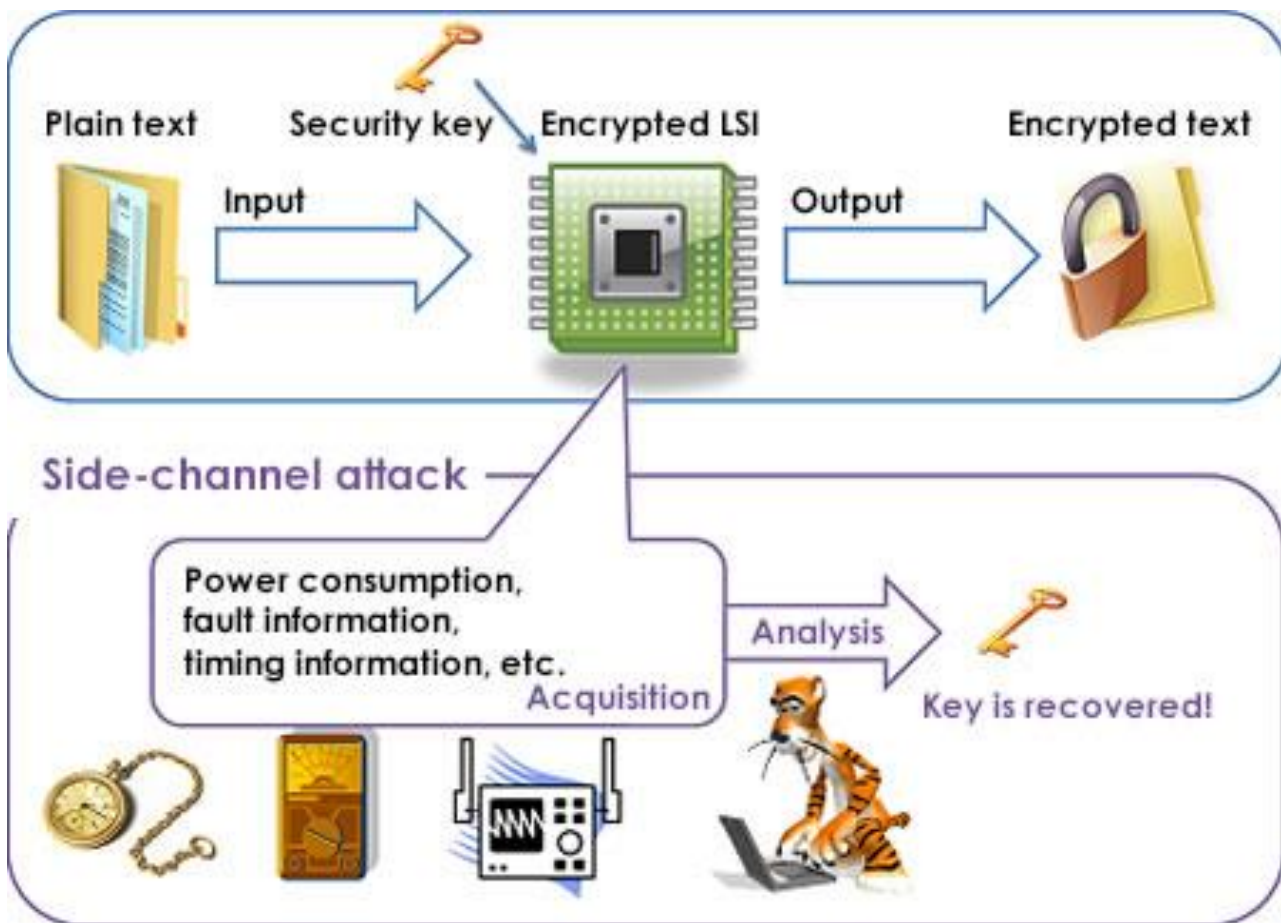 Plain text
Security key
Encrypted LSI
Encrypted text
Input
Output
Side-channel attack
Power consumption,
fault information,
timing information, etc.
Acquisition
Analysis
Key is recovered!